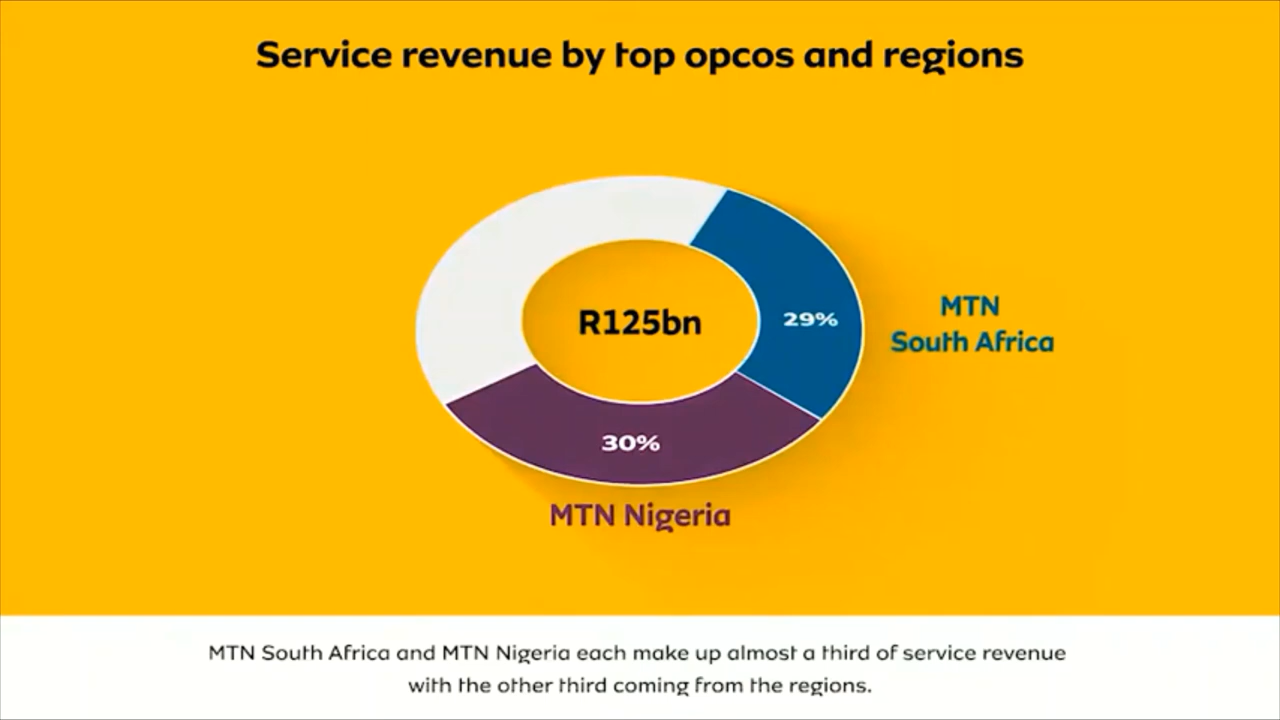 Service revenue by top opcos and regions
R125bn
29%
MTN
South Africa
30%
MTN Nigeria
MTN South Africa and MTN Nigeria each make up almost a third of service revenue
with the other third coming from the regions.